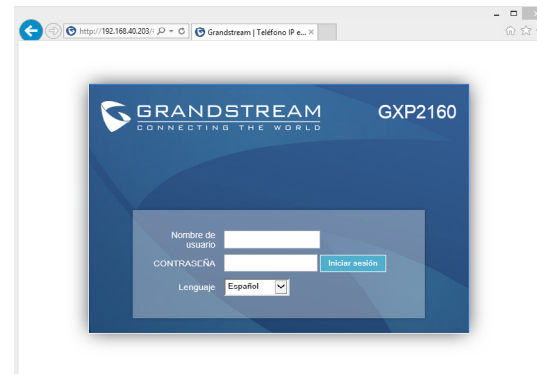 http://192.168.40.203/
Grandstream | Teléfono IP e...
GRANDSTREAM
CONNECTING THE WORLD
GXP2160
Nombre de
usuario
CONTRASEÑA
Iniciar sesión
Lenguaje
Español